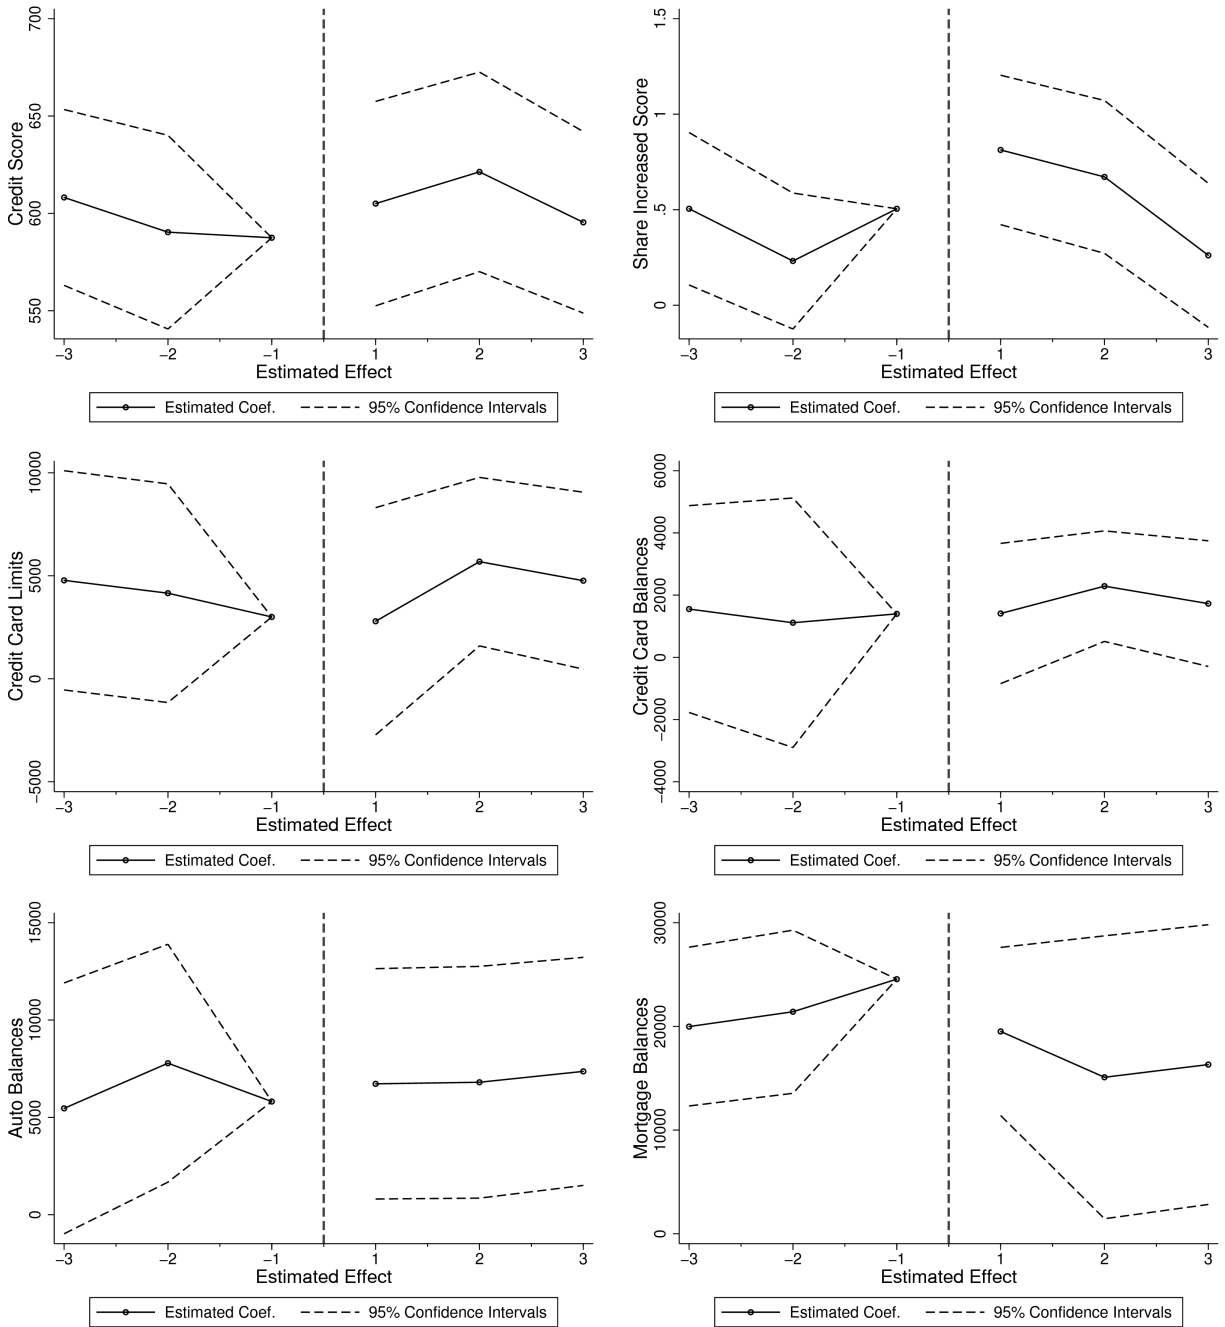 Credit Score
700
650
600
550
−3 −2 −1 1 2 3
Estimated Effect
Estimated Coef. 95% Confidence Intervals
Share Increased Score
1.5
1
.5
0
−3 −2 −1 1 2 3
Estimated Effect
Estimated Coef. 95% Confidence Intervals
Credit Card Limits
10000
5000
0
−5000
−3 −2 −1 1 2 3
Estimated Effect
Estimated Coef. 95% Confidence Intervals
Credit Card Balances
6000
4000
2000
0
−2000
−4000
−3 −2 −1 1 2 3
Estimated Effect
Estimated Coef. 95% Confidence Intervals
Auto Balances
15000
10000
5000
0
−3 −2 −1 1 2 3
Estimated Effect
Estimated Coef. 95% Confidence Intervals
Mortgage Balances
30000
20000
10000
0
−3 −2 −1 1 2 3
Estimated Effect
Estimated Coef. 95% Confidence Intervals